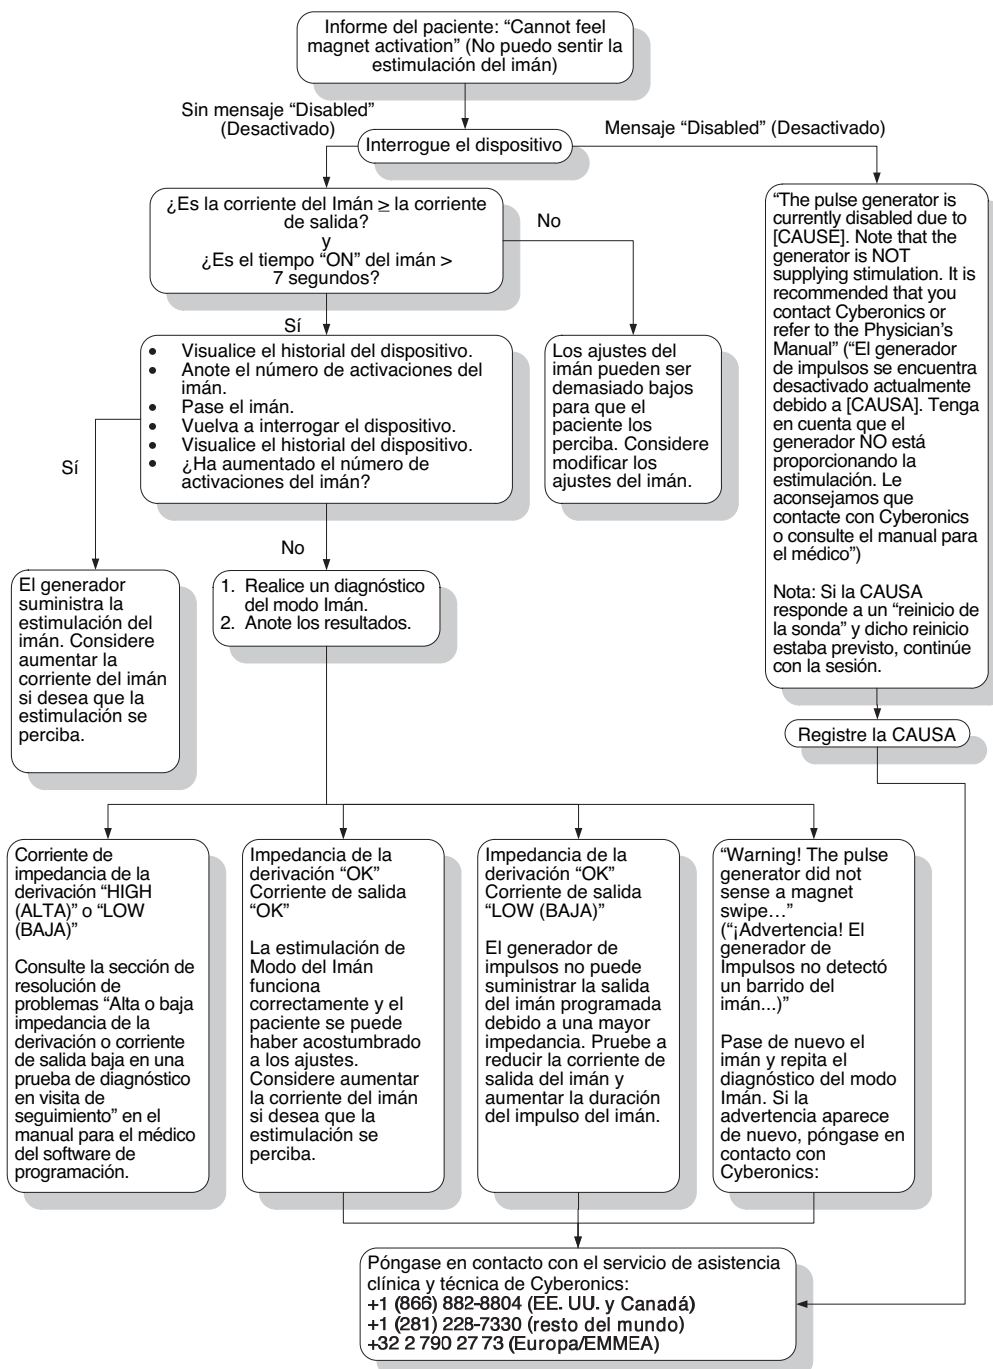 Informe del paciente: “Cannot feel
magnet activation” (No puedo sentir la
estimulación del imán)
Sin mensaje “Disabled”
(Desactivado)
Mensaje “Disabled” (Desactivado)
Interrogue el dispositivo
¿Es la corriente del Imán ≥ la corriente
de salida?
y
¿Es el tiempo “ON” del imán >
7 segundos?
No
“The pulse generator is
currently disabled due to
[CAUSE]. Note that the
generator is NOT
supplying stimulation. It is
recommended that you
contact Cyberonics or
refer to the Physician’s
Manual” (“El generador
de impulsos se encuentra
desactivado actualmente
debido a [CAUSA]. Tenga
en cuenta que el
generador NO está
proporcionando la
estimulación. Le
aconsejamos que
contacte con Cyberonics
o consulte el manual para
el médico”)
Nota: Si la CAUSA
responde a un “reinicio de
la sonda” y dicho reinicio
estaba previsto, continúe
con la sesión.
Sí
• Visualice el historial del dispositivo.
• Anote el número de activaciones del
imán.
• Pase el imán.
• Vuelva a interrogar el dispositivo.
• Visualice el historial del dispositivo.
• ¿Ha aumentado el número de
activaciones del imán?
Los ajustes del
imán pueden ser
demasiado bajos
para que el
paciente los
perciba. Considere
modificar los
ajustes del imán.
Sí
No
El generador
suministra la
estimulación del
imán. Considere
aumentar la
corriente del imán
si desea que la
estimulación se
perciba.
1. Realice un diagnóstico
del modo Imán.
2. Anote los resultados.
Registre la CAUSA
Corriente de
impedancia de la
derivación “HIGH
(ALTA)” o “LOW
(BAJA)”
Consulte la sección de
resolución de
problemas “Alta o baja
impedancia de la
derivación o corriente
de salida baja en una
prueba de diagnóstico
en visita de
seguimiento” en el
manual para el médico
del software de
programación.
Impedancia de la
derivación “OK”
Corriente de salida
“OK”
La estimulación de
Modo del Imán
funciona
correctamente y el
paciente se puede
haber acostumbrado
a los ajustes.
Considere aumentar
la corriente del imán
si desea que la
estimulación se
perciba.
Impedancia de la
derivación “OK”
Corriente de salida
“LOW (BAJA)”
El generador de
impulsos no puede
suministrar la salida
del imán programada
debido a una mayor
impedancia. Pruebe a
reducir la corriente de
salida del imán y
aumentar la duración
del impulso del imán.
“Warning! The pulse
generator did not
sense a magnet
swipe…”
(“¡Advertencia! El
generador de
Impulsos no detectó
un barrido del
imán...)”
Pase de nuevo el
imán y repita el
diagnóstico del modo
Imán. Si la
advertencia aparece
de nuevo, póngase en
contacto con
Cyberonics:
Póngase en contacto con el servicio de asistencia
clínica y técnica de Cyberonics:
+1 (866) 882-8804 (EE. UU. y Canadá)
+1 (281) 228-7330 (resto del mundo)
+32 2 790 27 73 (Europa/EMMEA)